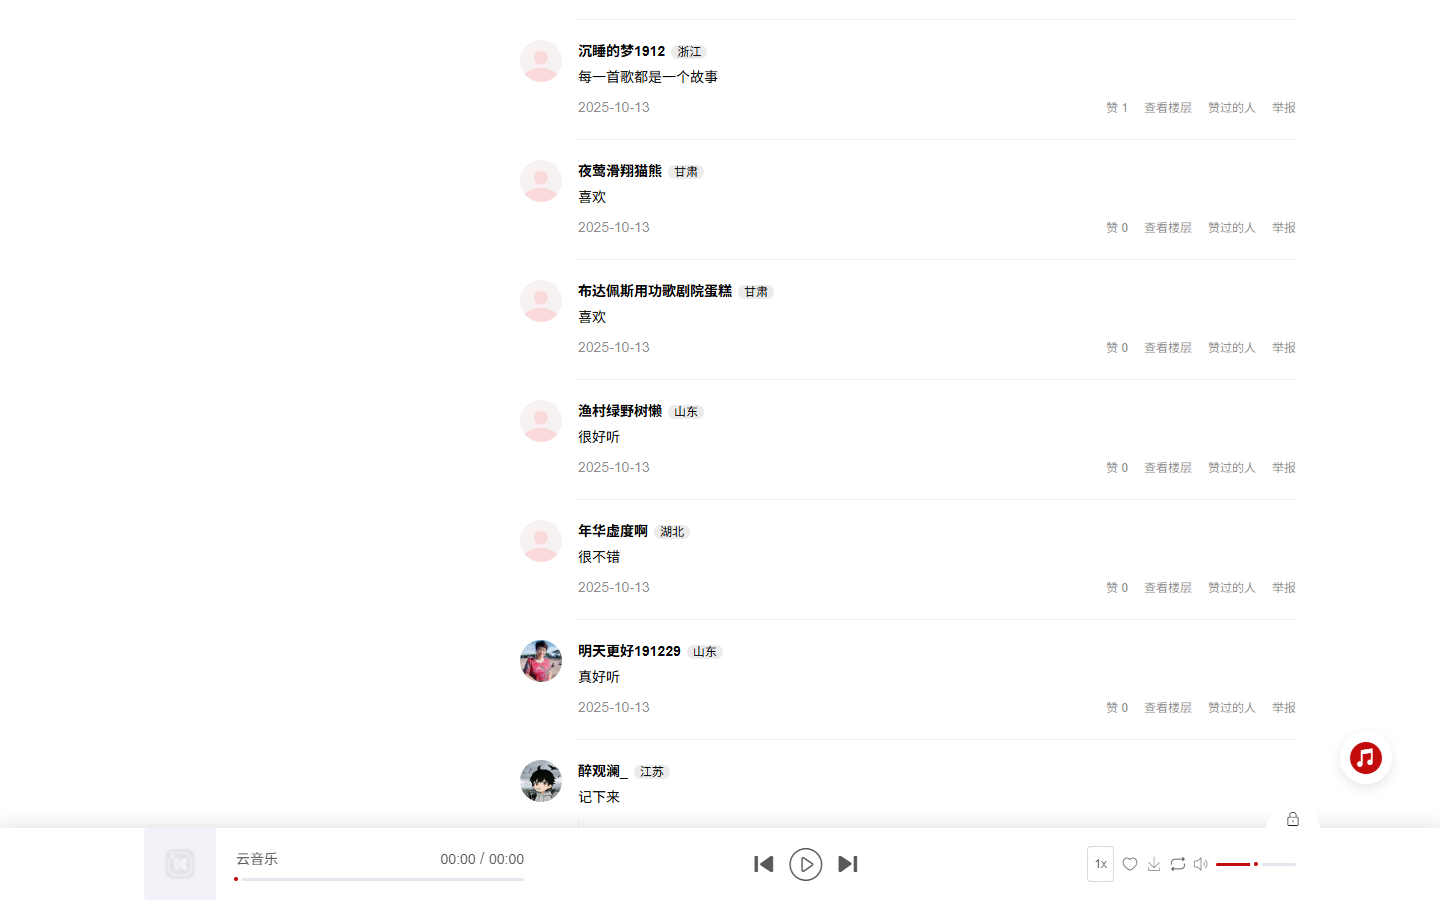 沉睡的梦1912 浙江
每一首歌都是一个故事
2025-10-13 赞 1 查看楼层 赞过的人 举报
夜莺滑翔猫熊 甘肃
喜欢
2025-10-13 赞 0 查看楼层 赞过的人 举报
布达佩斯用功歌剧院蛋糕 甘肃
喜欢
2025-10-13 赞 0 查看楼层 赞过的人 举报
渔村绿野树懒 山东
很好听
2025-10-13 赞 0 查看楼层 赞过的人 举报
年华虚度啊 湖北
很不错
2025-10-13 赞 0 查看楼层 赞过的人 举报
明天更好191229 山东
真好听
2025-10-13 赞 0 查看楼层 赞过的人 举报
醉观澜_ 江苏
记下来
云音乐 00:00 / 00:00 1x